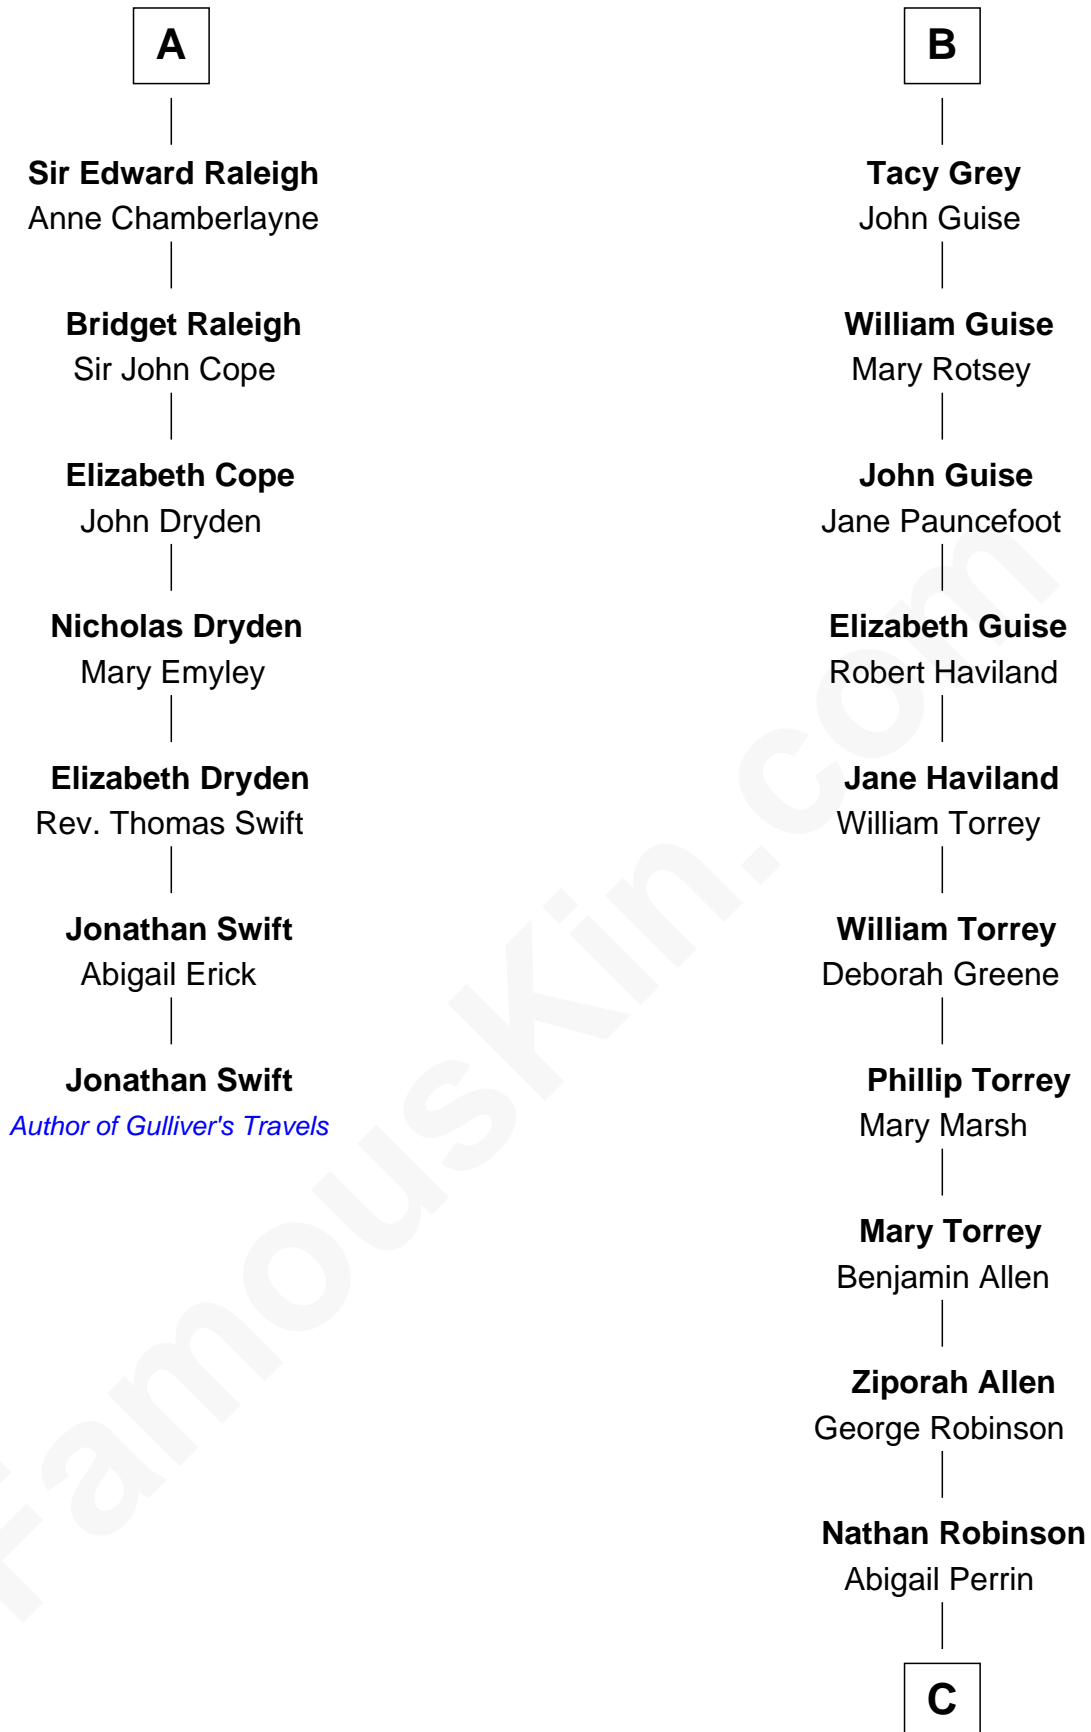 A
Sir Edward Raleigh
Anne Chamberlayne
Bridget Raleigh
Sir John Cope
Elizabeth Cope
John Dryden
Nicholas Dryden
Mary Emyley
Elizabeth Dryden
Rev. Thomas Swift
Jonathan Swift
Abigail Erick
Jonathan Swift
Author of Gulliver's Travels
B
Tacy Grey
John Guise
William Guise
Mary Rotsey
John Guise
Jane Pauncefoot
Elizabeth Guise
Robert Haviland
Jane Haviland
William Torrey
William Torrey
Deborah Greene
Phillip Torrey
Mary Marsh
Mary Torrey
Benjamin Allen
Ziporah Allen
George Robinson
Nathan Robinson
Abigail Perrin
C
FamousKin.com